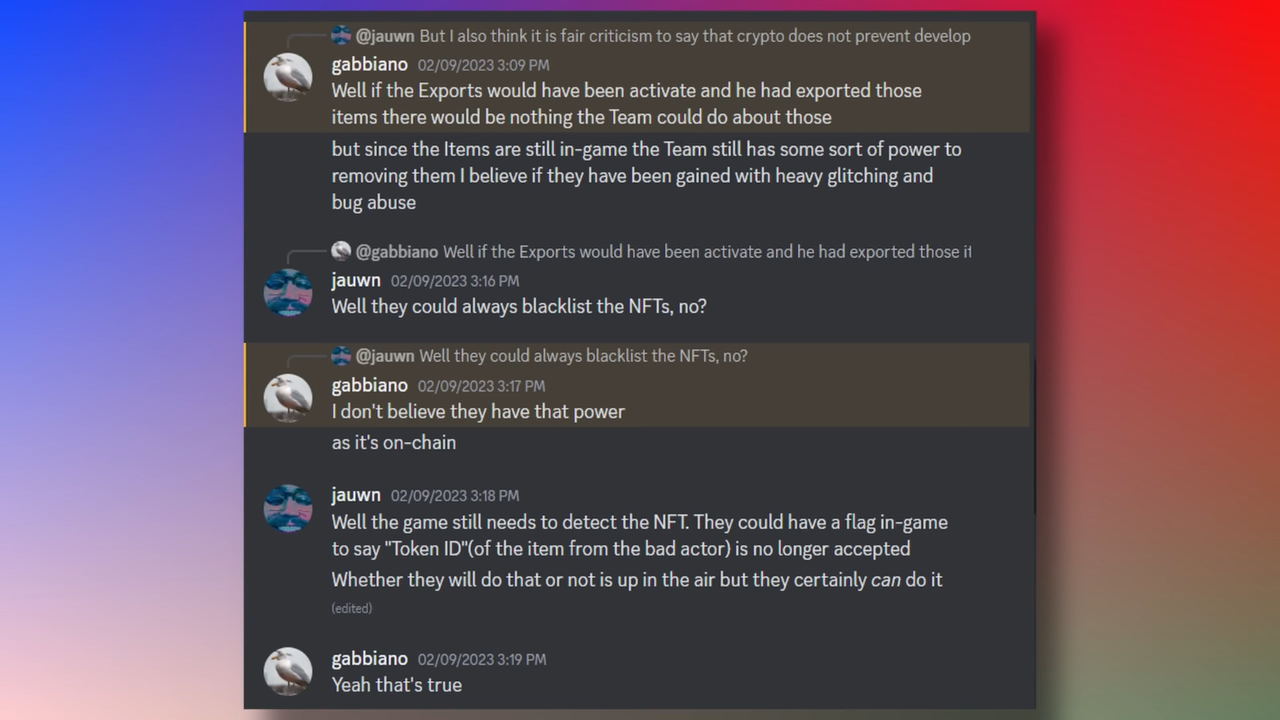 @jauwn But I also think it is fair criticism to say that crypto does not prevent develop
gabbiano 02/09/2023 3:09 PM
Well if the Exports would have been activate and he had exported those
items there would be nothing the Team could do about those
but since the Items are still in-game the Team still has some sort of power to
removing them I believe if they have been gained with heavy glitching and
bug abuse
@gabbiano Well if the Exports would have been activate and he had exported those it
jauwn 02/09/2023 3:16 PM
Well they could always blacklist the NFTs, no?
@jauwn Well they could always blacklist the NFTs, no?
gabbiano 02/09/2023 3:17 PM
I don't believe they have that power
as it's on-chain
jauwn 02/09/2023 3:18 PM
Well the game still needs to detect the NFT. They could have a flag in-game
to say "Token ID"(of the item from the bad actor) is no longer accepted
Whether they will do that or not is up in the air but they certainly can do it
(edited)
gabbiano 02/09/2023 3:19 PM
Yeah that's true